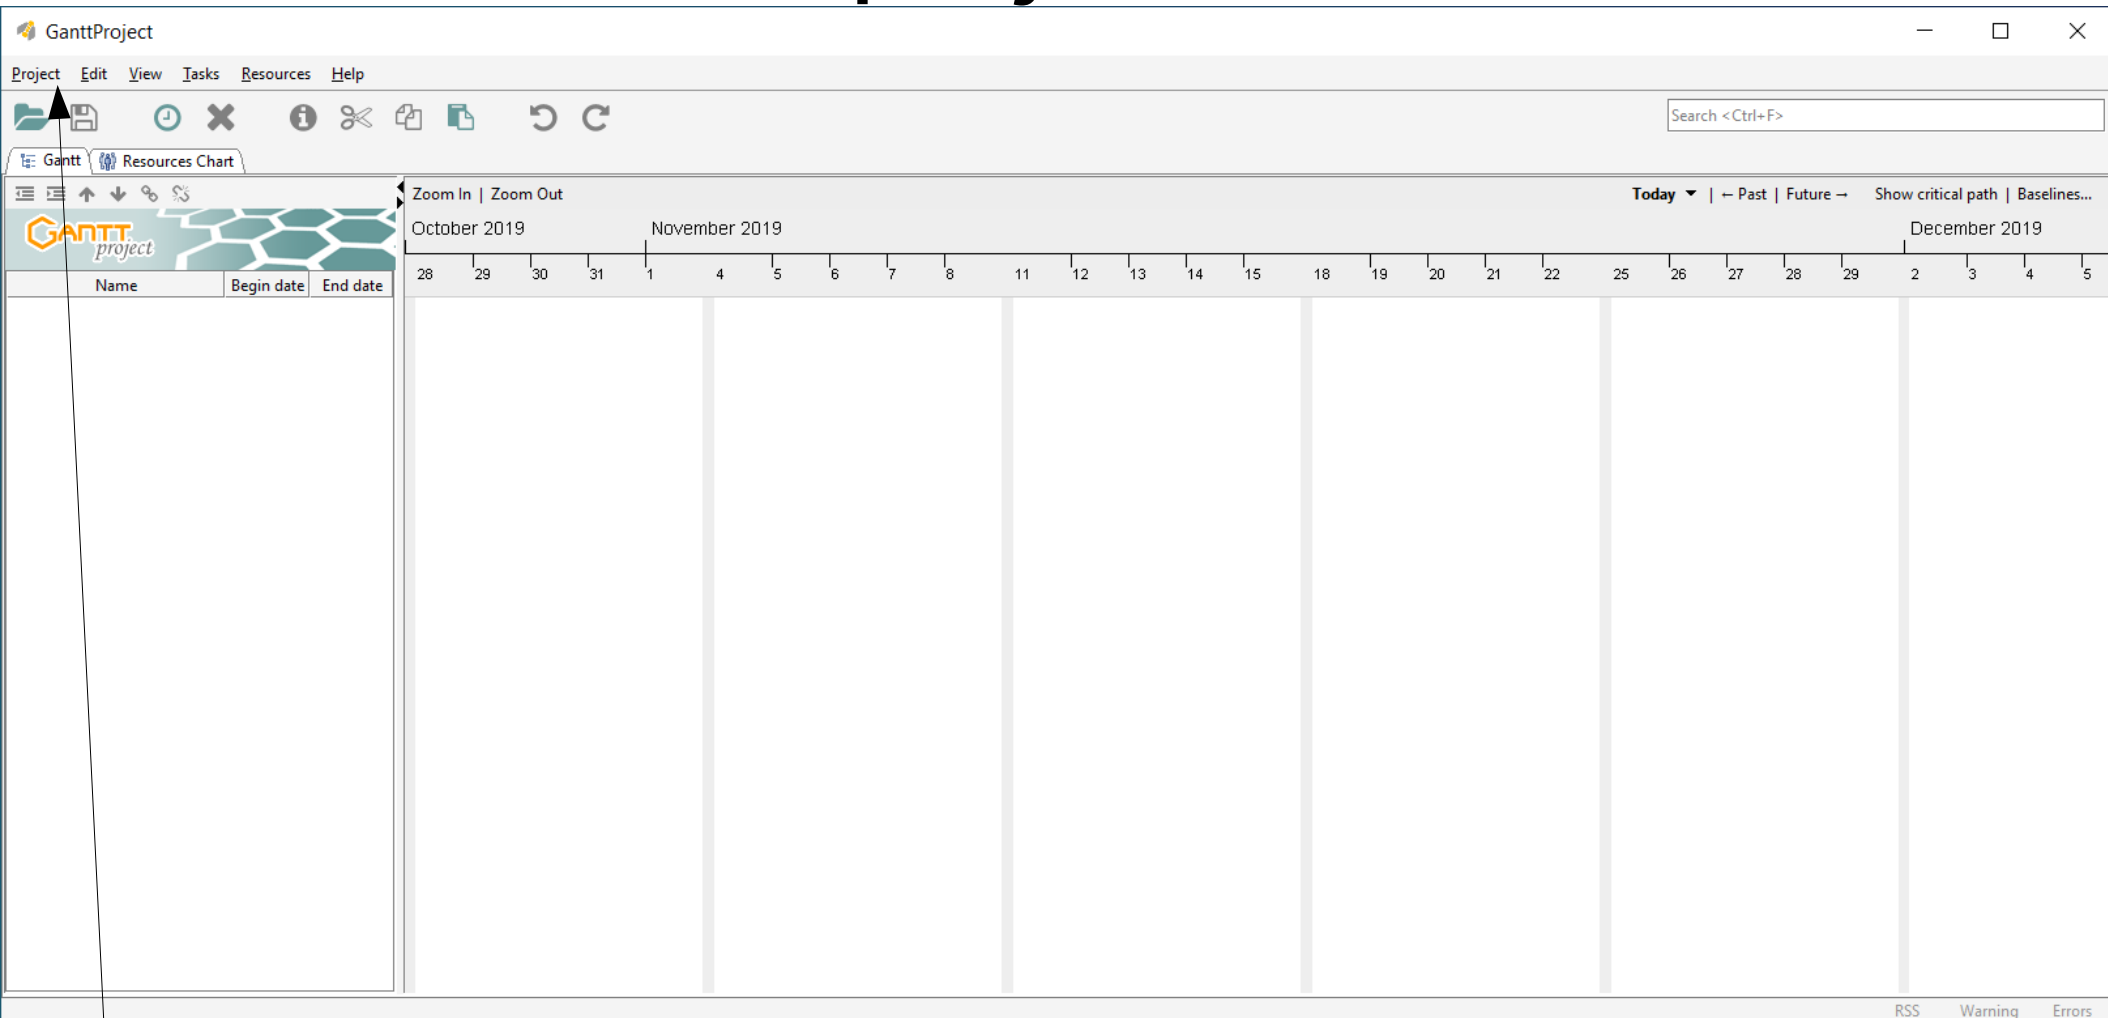 GanttProject
Project Edit View Tasks Resources Help
Search <Ctrl+F>
Gantt Resources Chart
Zoom In | Zoom Out Today ▼ | ← Past | Future → Show critical path | Baselines...
GANTT project
October 2019 November 2019 December 2019
28 29 30 31 1 4 5 6 7 8 11 12 13 14 15 18 19 20 21 22 25 26 27 28 29 2 3 4 5
Name Begin date End date
RSS Warning Errors